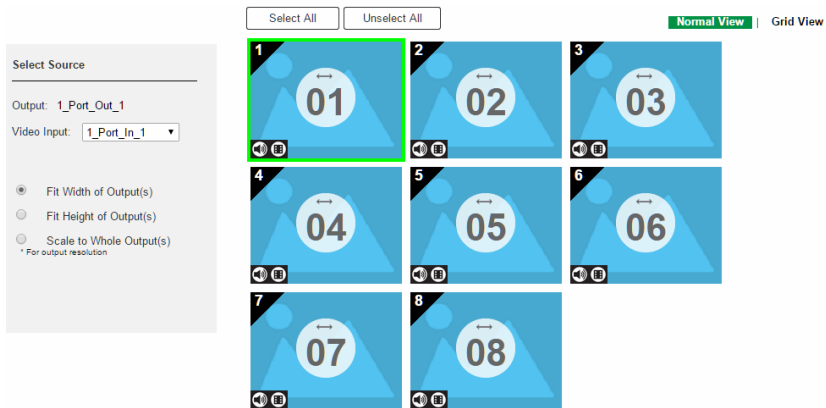 Select All Unselect All
Normal View | Grid View
Select Source
Output: 1_Port_Out_1
Video Input: 1_Port_In_1
Fit Width of Output(s)
Fit Height of Output(s)
Scale to Whole Output(s)
* For output resolution
1 2 3
01 02 03
4 5 6
04 05 06
7 8
07 08